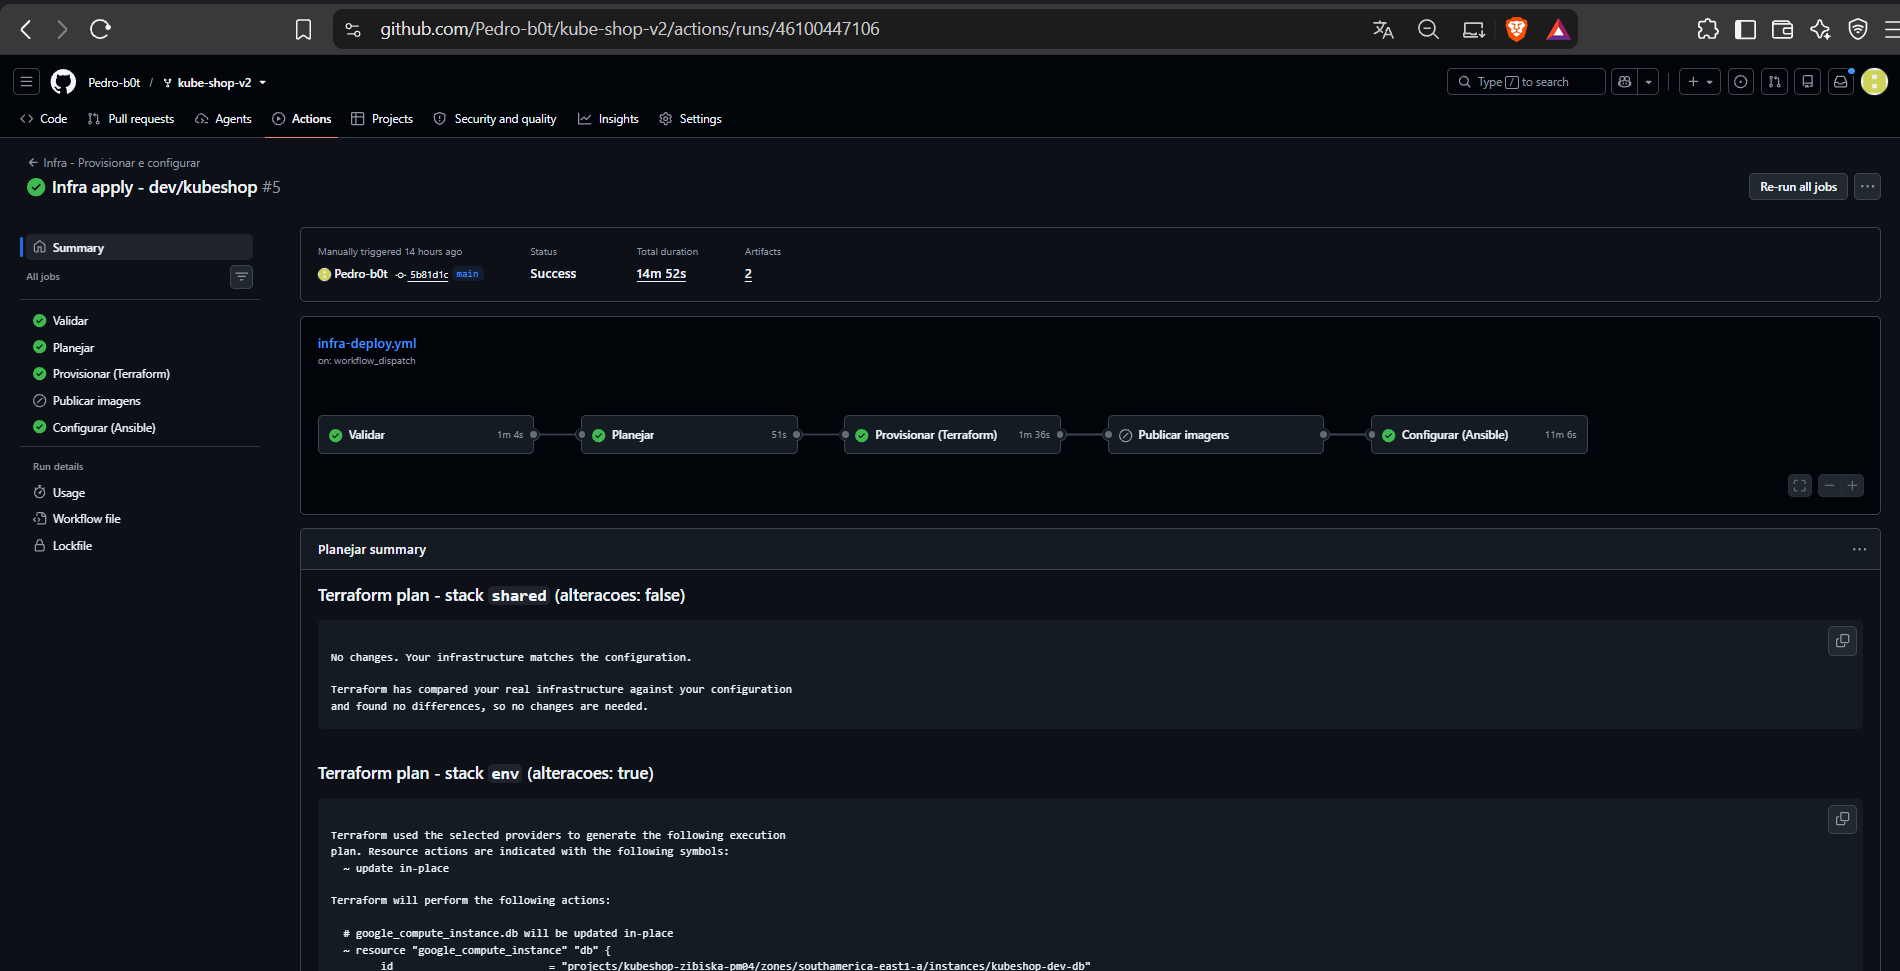 github.com/Pedro-b0t/kube-shop-v2/actions/runs/46100447106
Pedro-b0t / kube-shop-v2
Type / to search
Code Pull requests Agents Actions Projects Security and quality Insights Settings
Infra - Provisionar e configurar
Infra apply - dev/kubeshop #5
Re-run all jobs
Summary
All jobs
Validar
Planejar
Provisionar (Terraform)
Publicar imagens
Configurar (Ansible)
Run details
Usage
Workflow file
Lockfile
Manually triggered 14 hours ago Status Total duration Artifacts
Pedro-b0t 5b81d1c main Success 14m 52s 2
infra-deploy.yml
on: workflow_dispatch
Validar 1m 4s Planejar 51s Provisionar (Terraform) 1m 36s Publicar imagens Configurar (Ansible) 11m 6s
Planejar summary
Terraform plan - stack shared (alteracoes: false)
No changes. Your infrastructure matches the configuration.
Terraform has compared your real infrastructure against your configuration
and found no differences, so no changes are needed.
Terraform plan - stack env (alteracoes: true)
Terraform used the selected providers to generate the following execution
plan. Resource actions are indicated with the following symbols:
~ update in-place
Terraform will perform the following actions:
# google_compute_instance.db will be updated in-place
~ resource "google_compute_instance" "db" {
id = "projects/kubeshop-zibiska-pm04/zones/southamerica-east1-a/instances/kubeshop-dev-db"